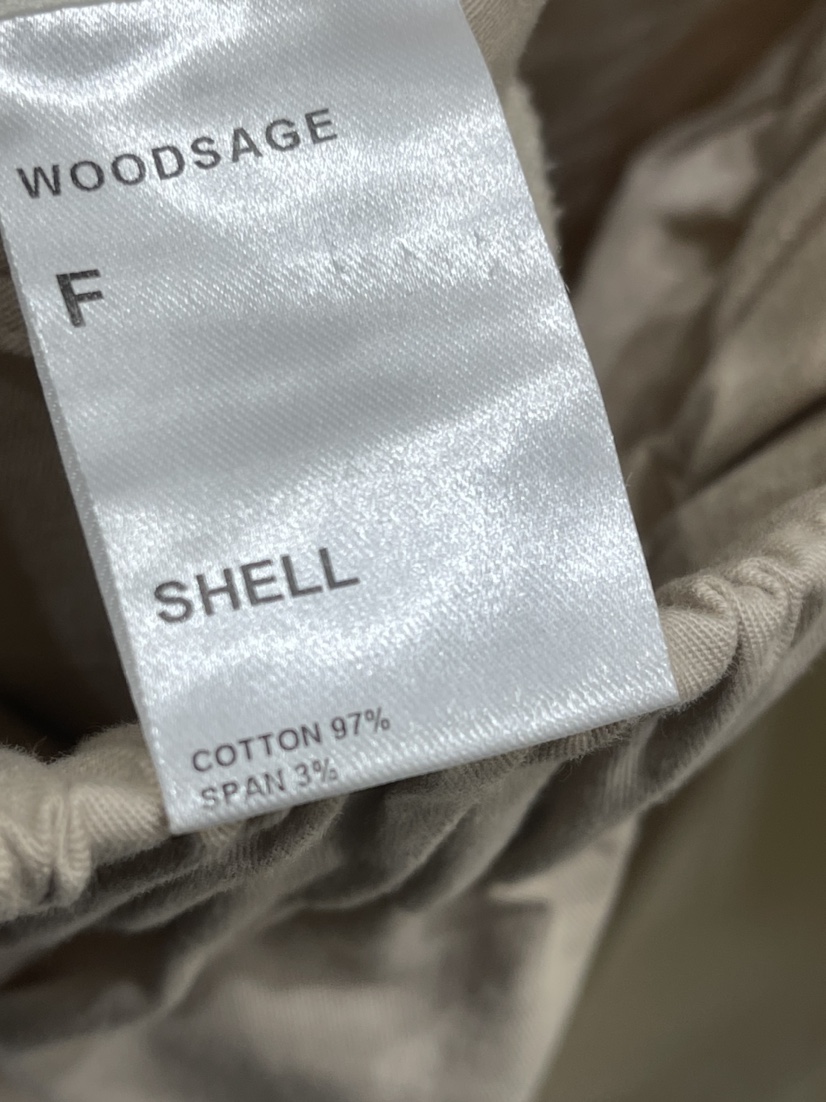 WOODSAGE
F
SHELL
COTTON 97%
SPAN 3%